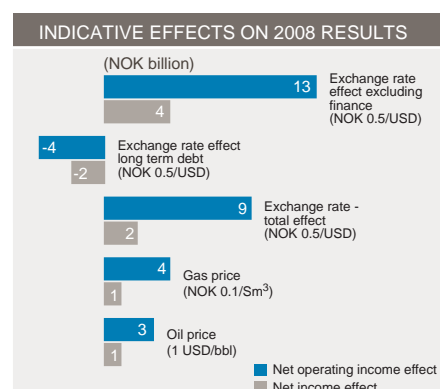 INDICATIVE EFFECTS ON 2008 RESULTS
(NOK billion)
13
4
Exchange rate
effect excluding
finance
(NOK 0.5/USD)
-4
-2
Exchange rate effect
long term debt
(NOK 0.5/USD)
9
2
Exchange rate -
total effect
(NOK 0.5/USD)
4
1
Gas price
(NOK 0.1/Sm³)
3
1
Oil price
(1 USD/bbl)
Net operating income effect
Net income effect